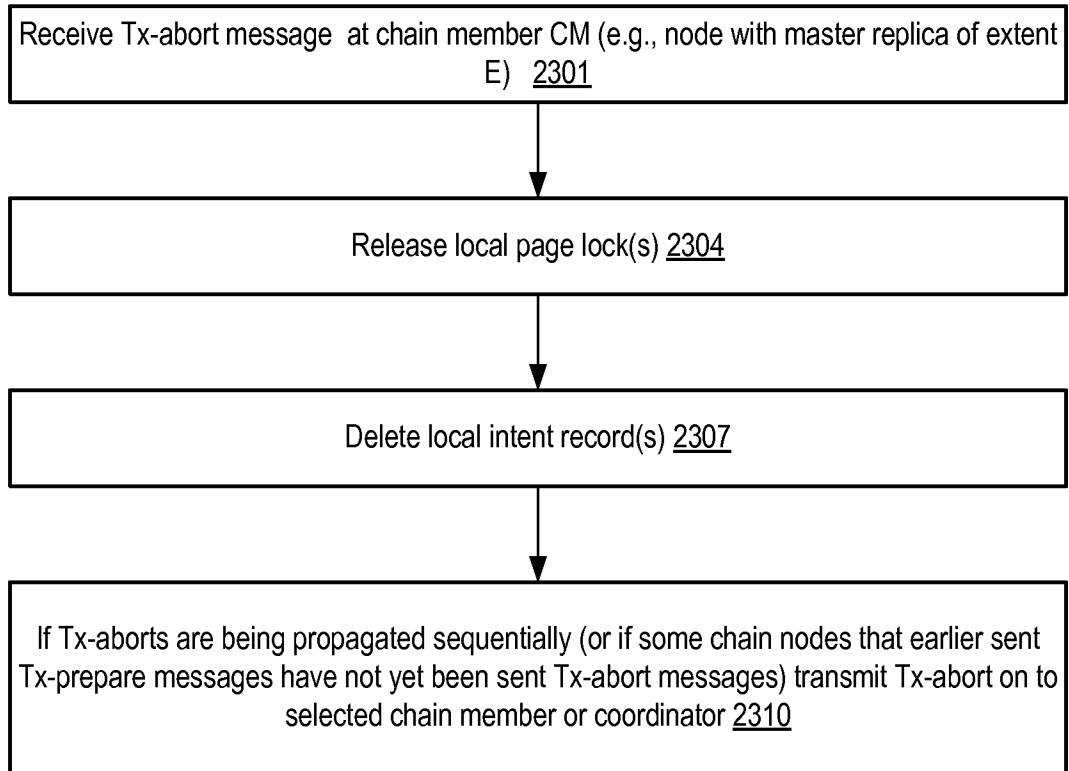 Receive Tx-abort message at chain member CM (e.g., node with master replica of extent
E) 2301
Release local page lock(s) 2304
Delete local intent record(s) 2307
If Tx-aborts are being propagated sequentially (or if some chain nodes that earlier sent
Tx-prepare messages have not yet been sent Tx-abort messages) transmit Tx-abort on to
selected chain member or coordinator 2310